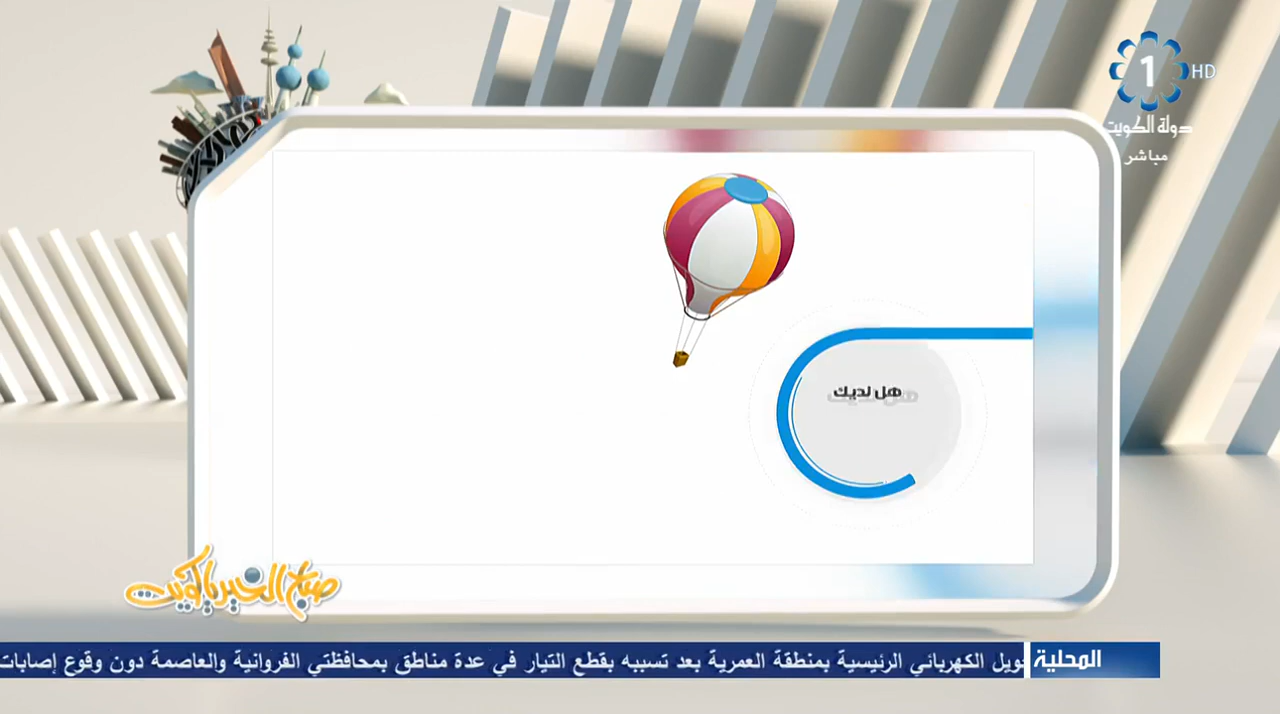 1 HD
دولة الكويت
مباشر
هل لديك
صباح الخير يا كويت
المحلية
الكهربائي الرئيسية بمنطقة العمرية بعد تسببه بقطع التيار في عدة مناطق بمحافظتي الفروانية والعاصمة دون وقوع إصابات